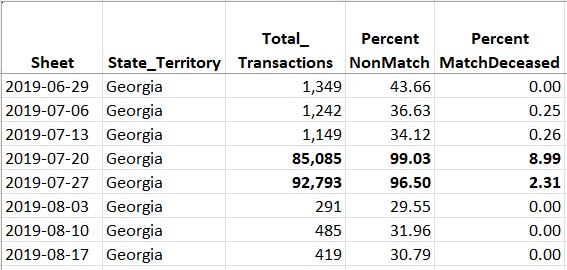 Sheet State_Territory Total_ Transactions Percent NonMatch Percent MatchDeceased
2019-06-29 Georgia 1,349 43.66 0.00
2019-07-06 Georgia 1,242 36.63 0.25
2019-07-13 Georgia 1,149 34.12 0.26
2019-07-20 Georgia 85,085 99.03 8.99
2019-07-27 Georgia 92,793 96.50 2.31
2019-08-03 Georgia 291 29.55 0.00
2019-08-10 Georgia 485 31.96 0.00
2019-08-17 Georgia 419 30.79 0.00